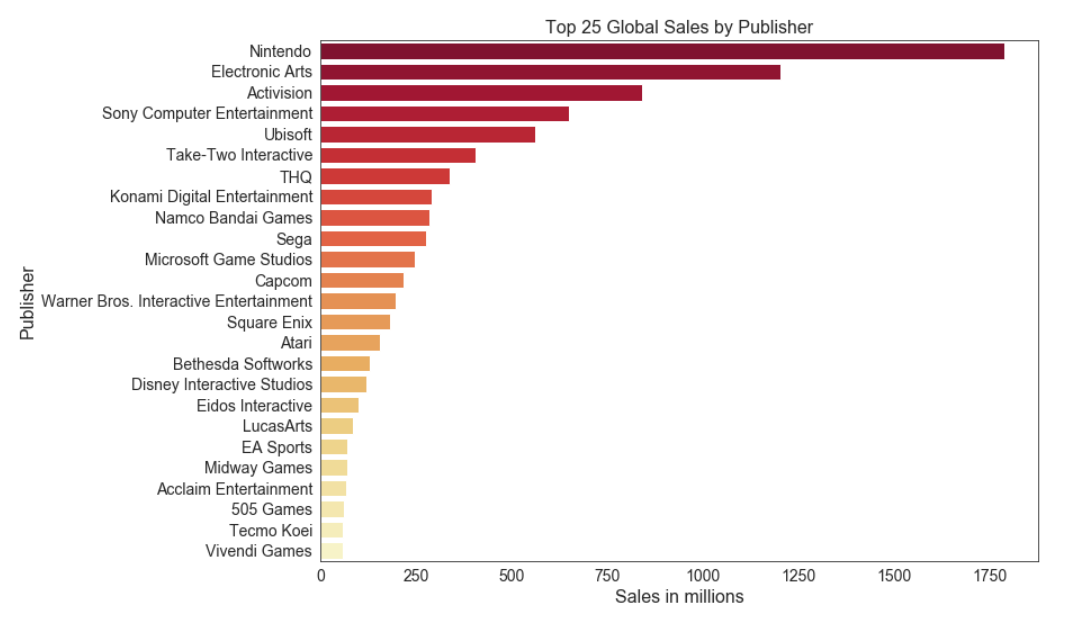 Top 25 Global Sales by Publisher
Publisher
Nintendo
Electronic Arts
Activision
Sony Computer Entertainment
Ubisoft
Take-Two Interactive
THQ
Konami Digital Entertainment
Namco Bandai Games
Sega
Microsoft Game Studios
Capcom
Warner Bros. Interactive Entertainment
Square Enix
Atari
Bethesda Softworks
Disney Interactive Studios
Eidos Interactive
LucasArts
EA Sports
Midway Games
Acclaim Entertainment
505 Games
Tecmo Koei
Vivendi Games
0 250 500 750 1000 1250 1500 1750
Sales in millions